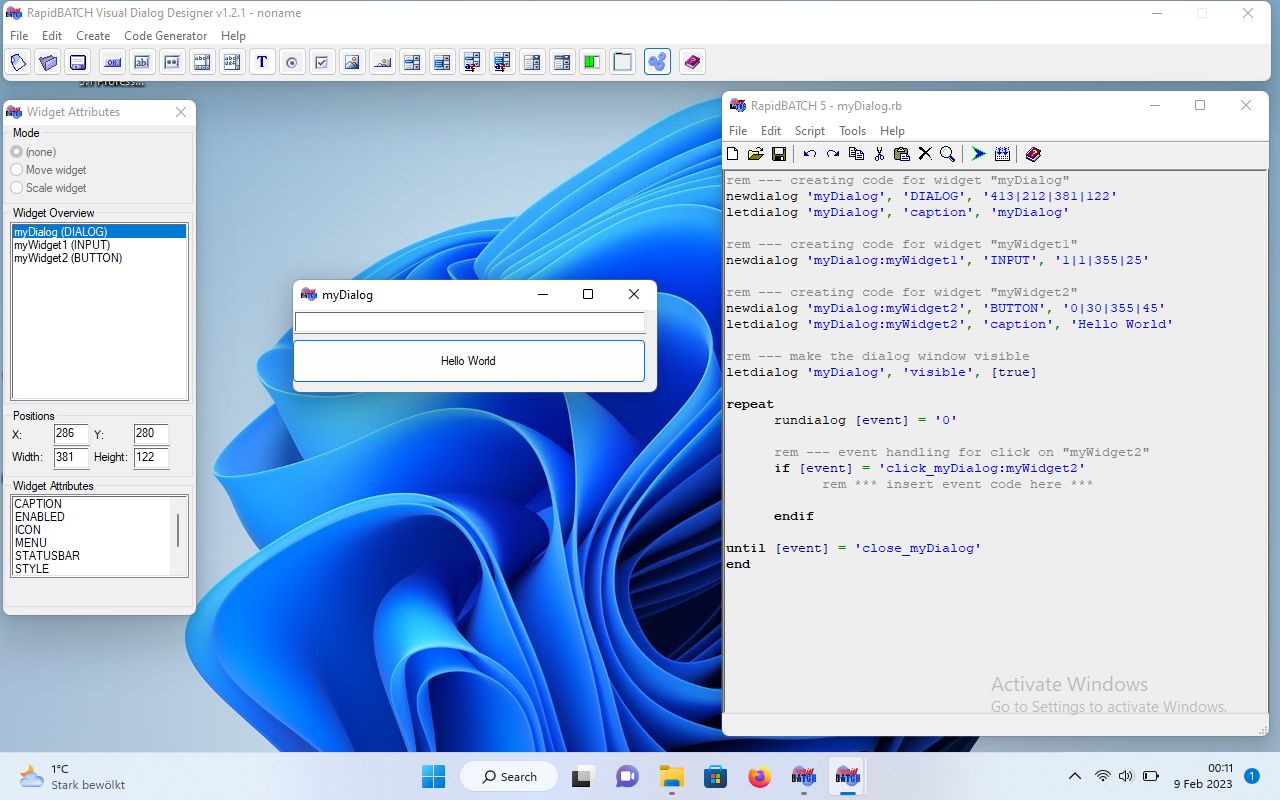 RapidBATCH Visual Dialog Designer v1.2.1 - noname
File Edit Create Code Generator Help
Widget Attributes
Mode
(none)
Move widget
Scale widget
Widget Overview
myDialog (DIALOG)
myWidget1 (INPUT)
myWidget2 (BUTTON)
Positions
X: 286 Y: 280
Width: 381 Height: 122
Widget Attributes
CAPTION
ENABLED
ICON
MENU
STATUSBAR
STYLE
myDialog
Hello World
RapidBATCH 5 - myDialog.rb
File Edit Script Tools Help
rem --- creating code for widget "myDialog"
newdialog 'myDialog', 'DIALOG', '413|212|381|122'
letdialog 'myDialog', 'caption', 'myDialog'
rem --- creating code for widget "myWidget1"
newdialog 'myDialog:myWidget1', 'INPUT', '1|1|355|25'
rem --- creating code for widget "myWidget2"
newdialog 'myDialog:myWidget2', 'BUTTON', '0|30|355|45'
letdialog 'myDialog:myWidget2', 'caption', 'Hello World'
rem --- make the dialog window visible
letdialog 'myDialog', 'visible', [true]
repeat
rundialog [event] = '0'
rem --- event handling for click on "myWidget2"
if [event] = 'click_myDialog:myWidget2'
rem *** insert event code here ***
endif
until [event] = 'close_myDialog'
end
Activate Windows
Go to Settings to activate Windows.
1°C
Stark bewölkt
Search
00:11
9 Feb 2023
1